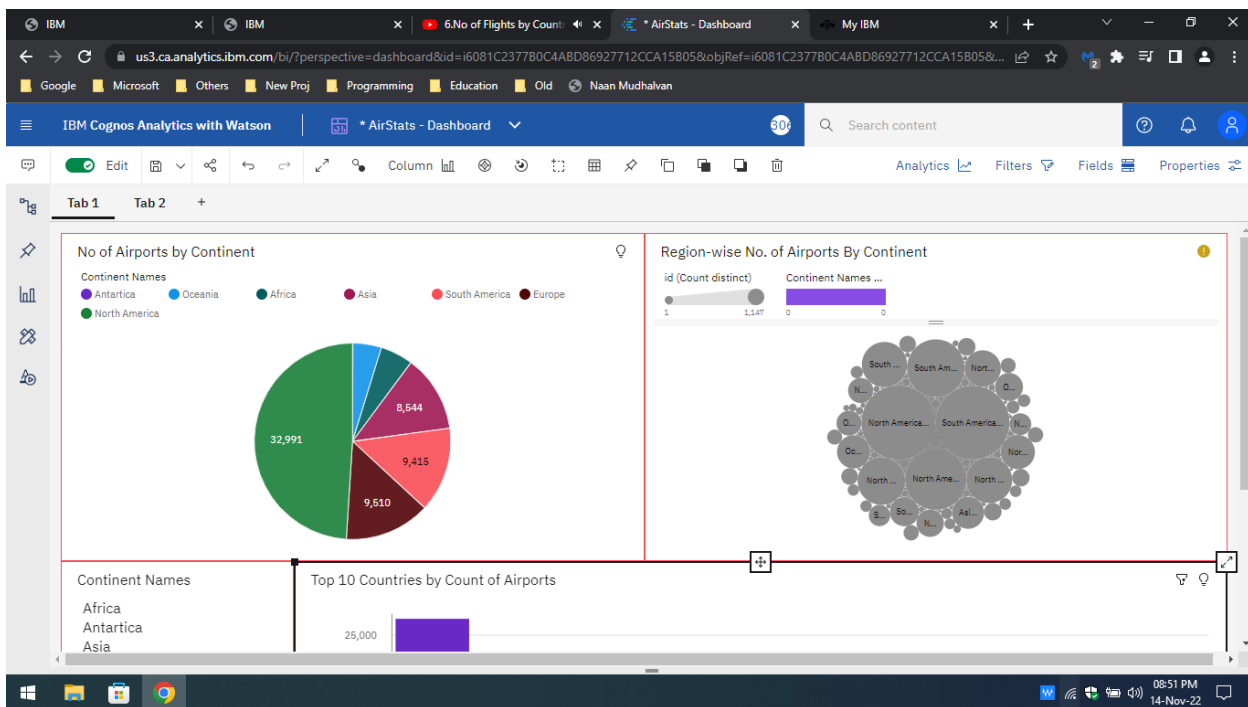 IBM
IBM
6.No of Flights by Count
* AirStats - Dashboard
My IBM
us3.ca.analytics.ibm.com/bi/?perspective=dashboard&id=i6081C2377B0C4ABD86927712CCA15B05&objRef=i6081C2377B0C4ABD86927712CCA15B05&...
2
Google Microsoft Others New Proj Programming Education Old Naan Mudhalvan
IBM Cognos Analytics with Watson * AirStats - Dashboard 306 Search content
Edit Column Analytics Filters Fields Properties
Tab 1 Tab 2 +
No of Airports by Continent
Continent Names
Antartica Oceania Africa Asia South America Europe
North America
8,544
32,991
9,415
9,510
Region-wise No. of Airports By Continent
id (Count distinct) Continent Names ...
1 1,147 0 0
South ... South Am... Nort...
N... O...
O... North America... South America... N...
Oc... Nor...
North ... North Ame... North ...
S... So... N... Asi...
Continent Names
Africa
Antartica
Asia
Top 10 Countries by Count of Airports
25,000
08:51 PM
14-Nov-22